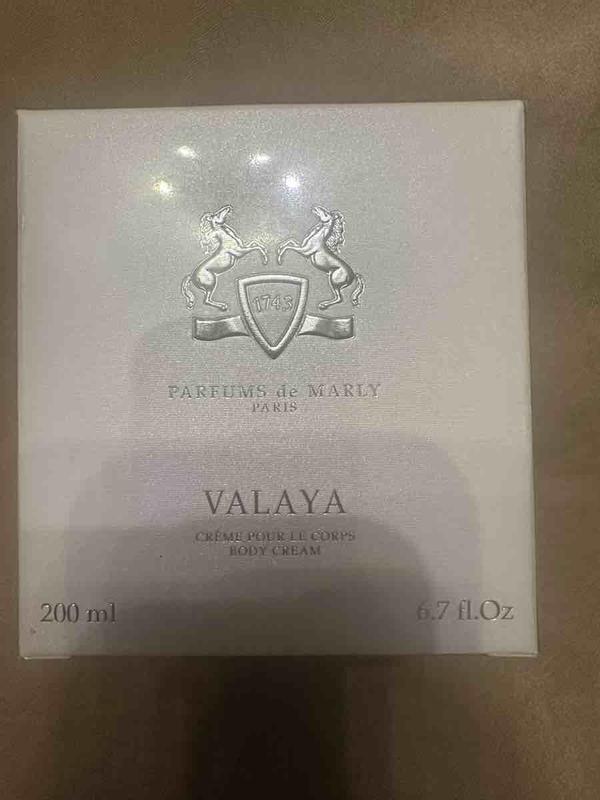 1743
PARFUMS de MARLY
PARIS
VALAYA
CRÈME POUR LE CORPS
BODY CREAM
200 ml 6.7 fl.Oz